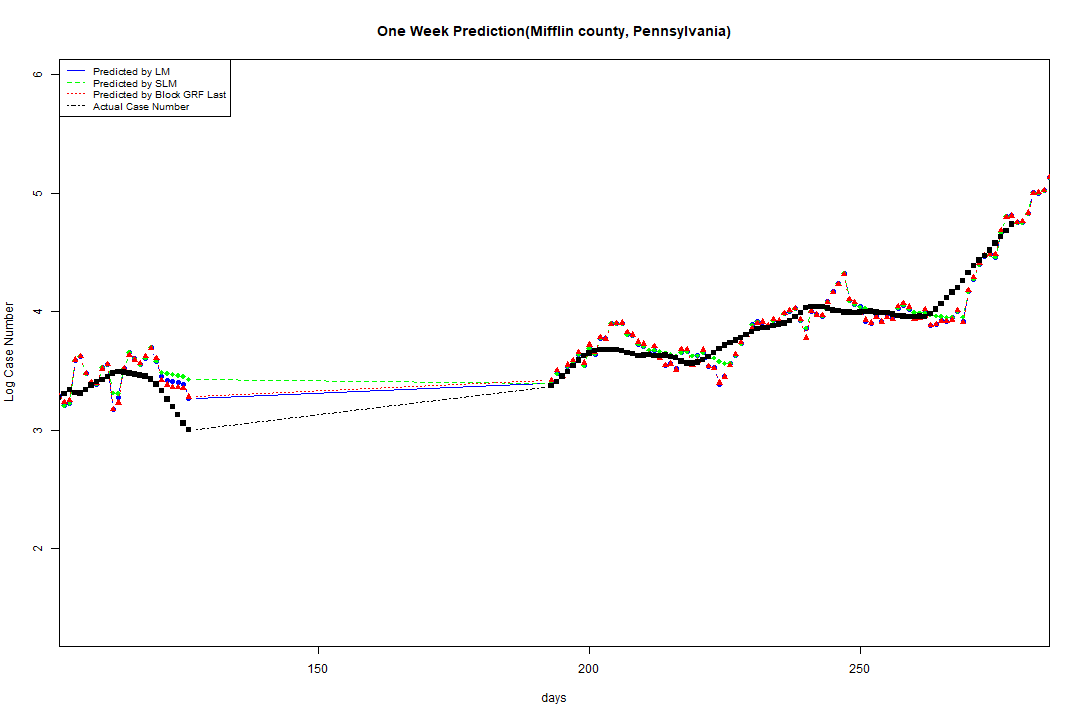 One Week Prediction(Mifflin county, Pennsylvania)
Predicted by LM
Predicted by SLM
Predicted by Block GRF Last
Actual Case Number
6
5
4
3
2
Log Case Number
150
200
250
days